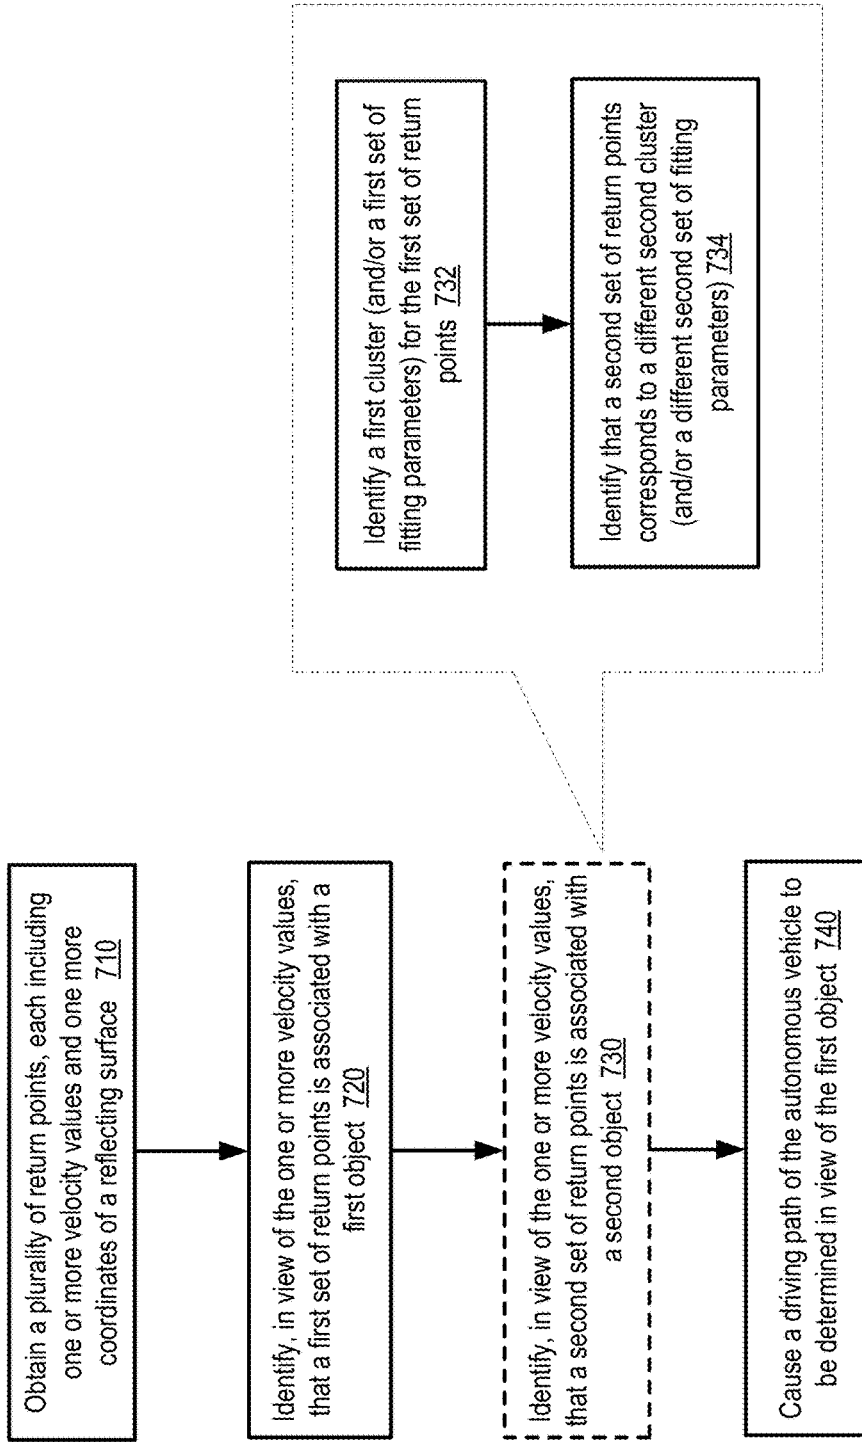 Obtain a plurality of return points, each including
one or more velocity values and one more
coordinates of a reflecting surface 710
Identify, in view of the one or more velocity values,
that a first set of return points is associated with a
first object 720
Identify, in view of the one or more velocity values,
that a second set of return points is associated with
a second object 730
Cause a driving path of the autonomous vehicle to
be determined in view of the first object 740
Identify a first cluster (and/or a first set of
fitting parameters) for the first set of return
points 732
Identify that a second set of return points
corresponds to a different second cluster
(and/or a different second set of fitting
parameters) 734